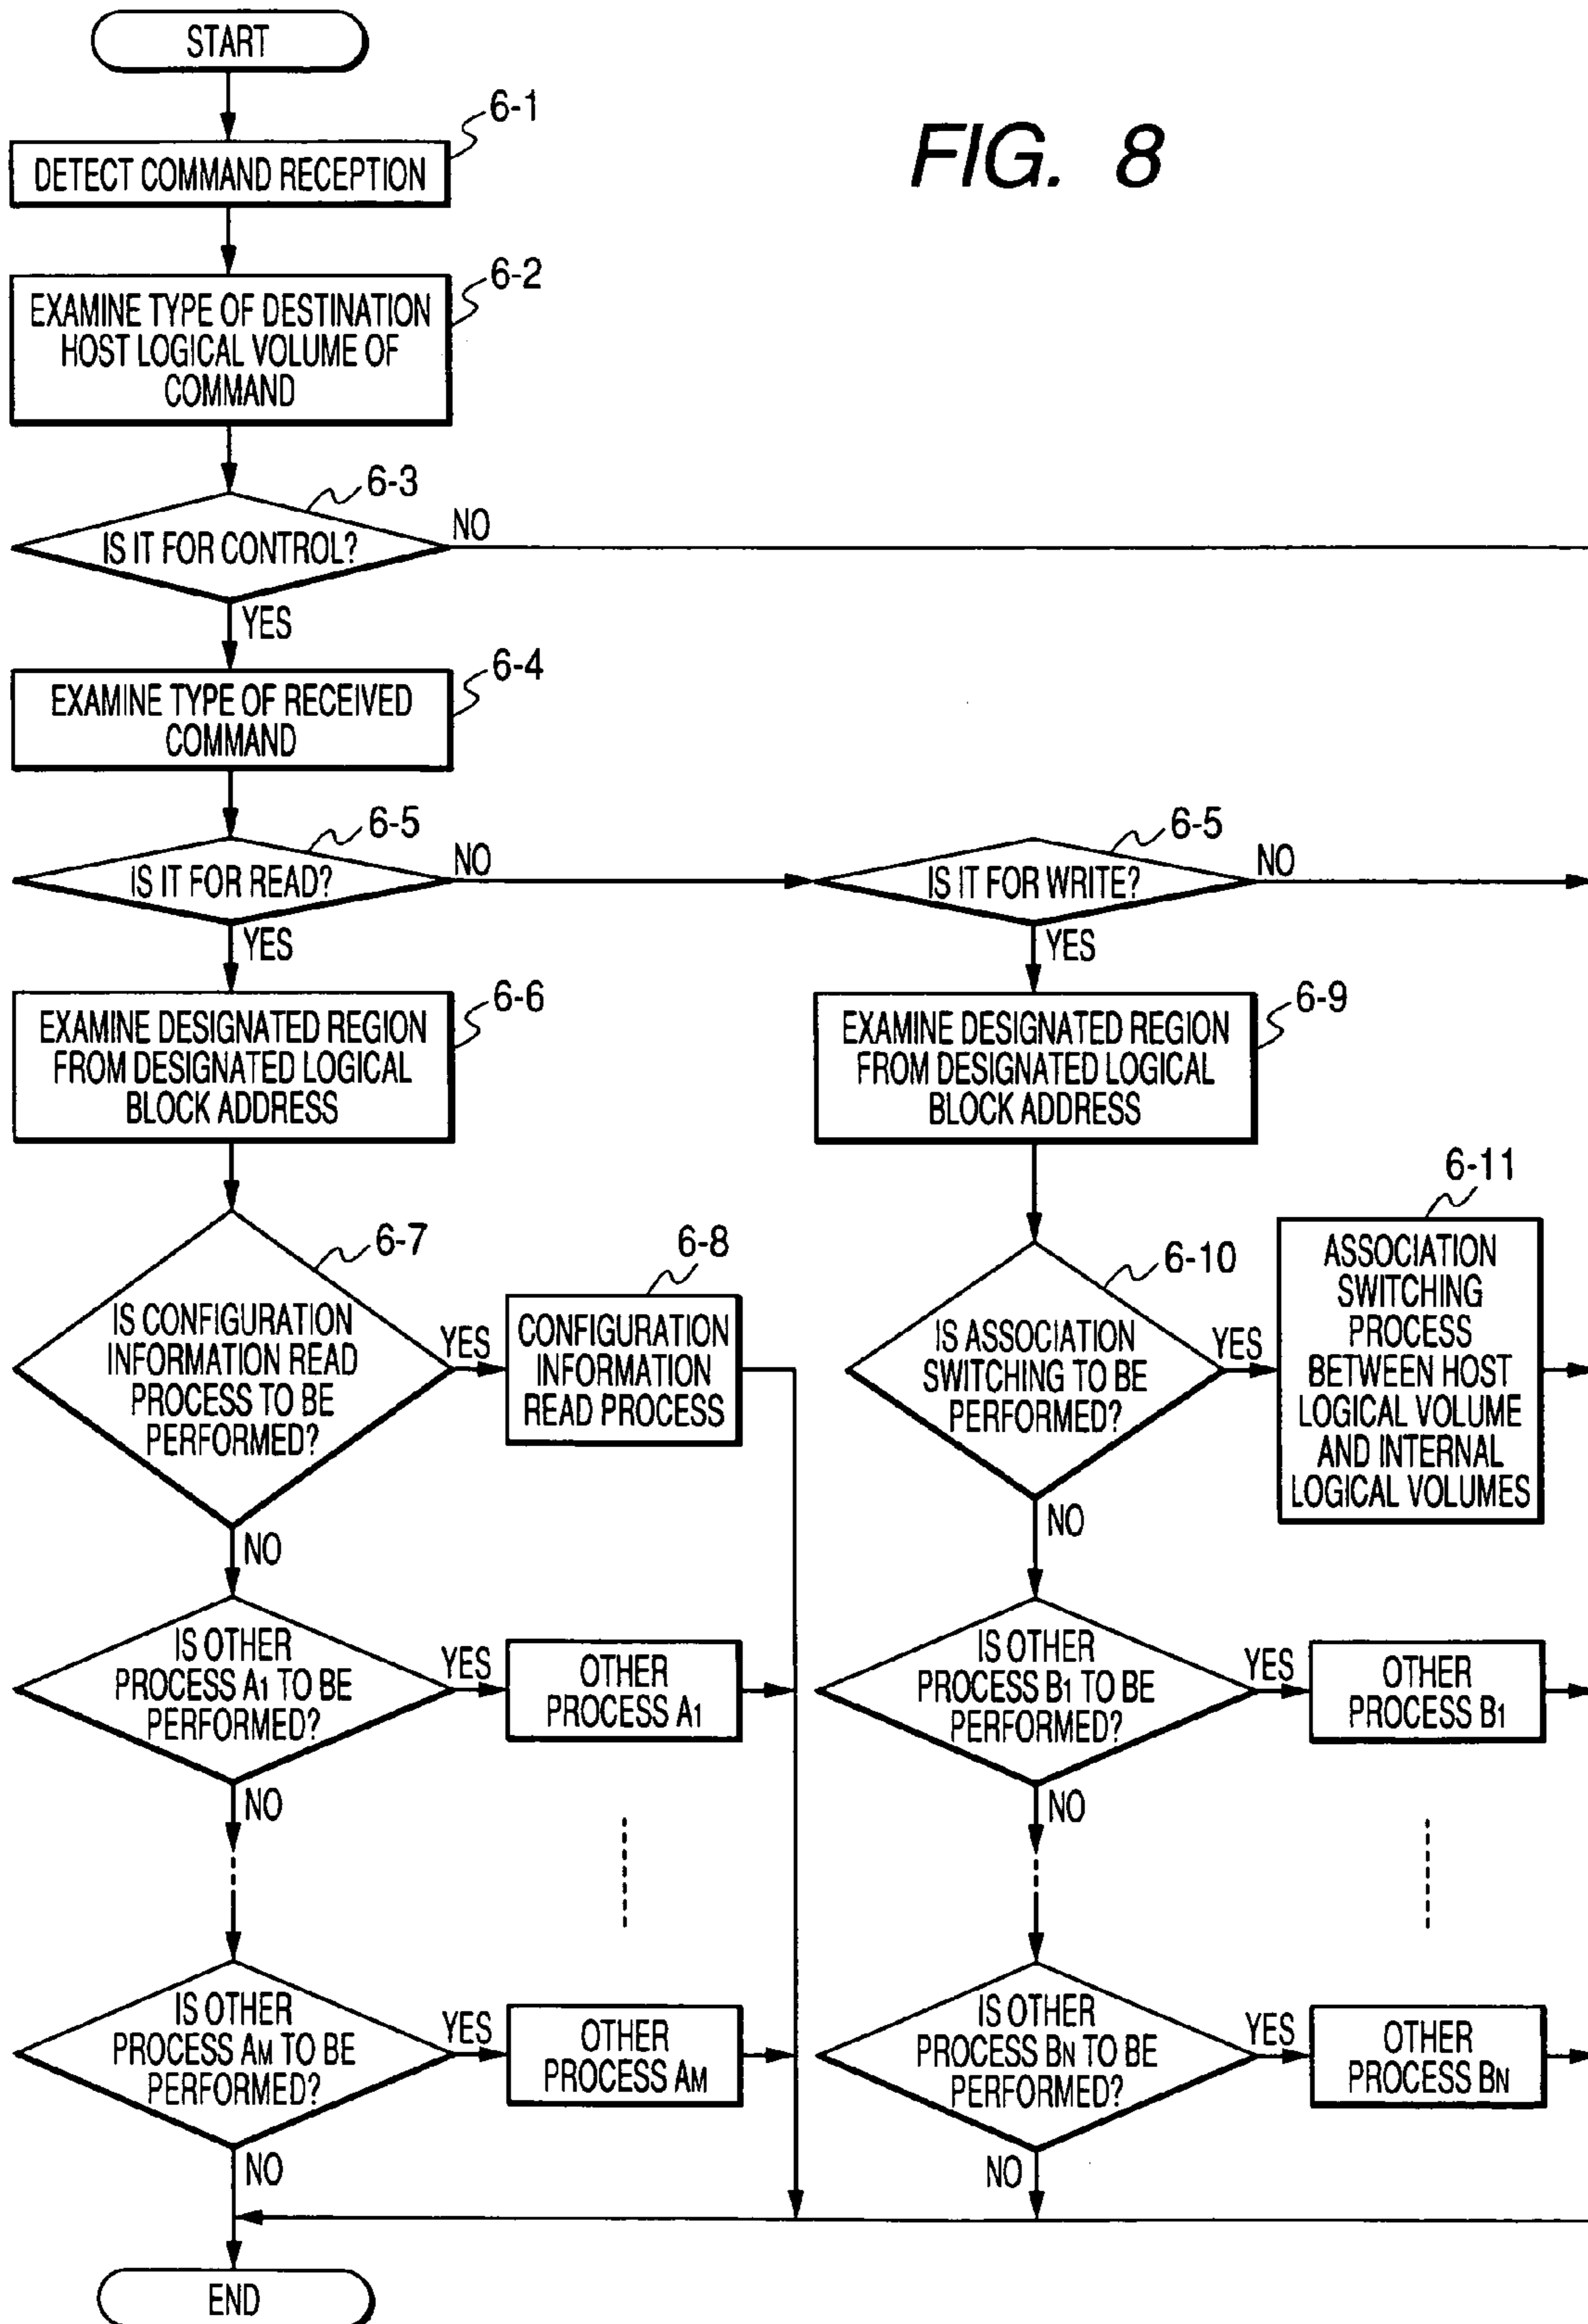 START
FIG. 8
6-1
DETECT COMMAND RECEPTION
6-2
EXAMINE TYPE OF DESTINATION
HOST LOGICAL VOLUME OF
COMMAND
6-3
IS IT FOR CONTROL?
NO
YES
6-4
EXAMINE TYPE OF RECEIVED
COMMAND
6-5
IS IT FOR READ?
NO
YES
6-5
IS IT FOR WRITE?
NO
YES
6-6
EXAMINE DESIGNATED REGION
FROM DESIGNATED LOGICAL
BLOCK ADDRESS
6-9
EXAMINE DESIGNATED REGION
FROM DESIGNATED LOGICAL
BLOCK ADDRESS
6-7
IS CONFIGURATION
INFORMATION READ
PROCESS TO BE
PERFORMED?
YES
NO
6-8
CONFIGURATION
INFORMATION
READ PROCESS
6-10
IS ASSOCIATION
SWITCHING TO BE
PERFORMED?
YES
NO
6-11
ASSOCIATION
SWITCHING
PROCESS
BETWEEN HOST
LOGICAL VOLUME
AND INTERNAL
LOGICAL VOLUMES
IS OTHER
PROCESS A1 TO BE
PERFORMED?
YES
NO
OTHER
PROCESS A1
IS OTHER
PROCESS B1 TO BE
PERFORMED?
YES
NO
OTHER
PROCESS B1
IS OTHER
PROCESS AM TO BE
PERFORMED?
YES
NO
OTHER
PROCESS AM
IS OTHER
PROCESS BN TO BE
PERFORMED?
YES
NO
OTHER
PROCESS BN
END